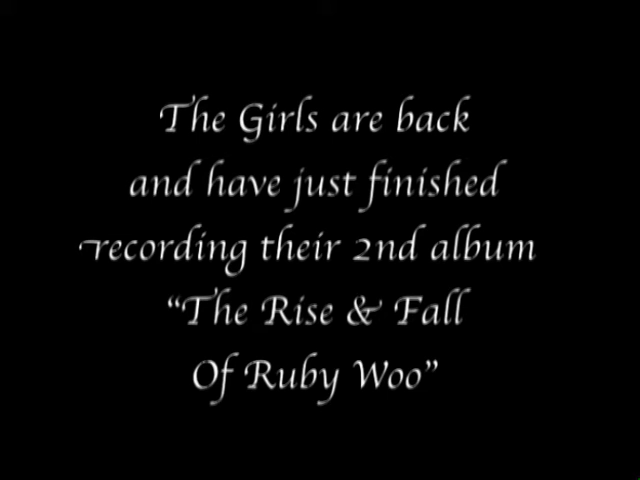 The Girls are back
and have just finished
recording their 2nd album
“The Rise & Fall
Of Ruby Woo”